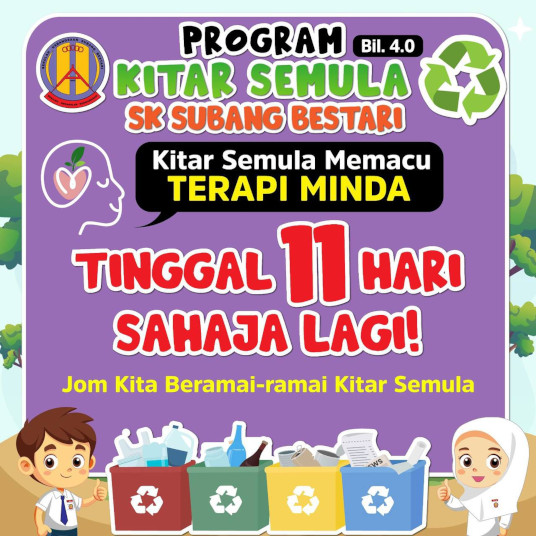 PROGRAM Bil. 4.0
KITAR SEMULA
SK SUBANG BESTARI
Kitar Semula Memacu
TERAPI MINDA
TINGGAL 11 HARI
SAHAJA LAGI!
Jom Kita Beramai-ramai Kitar Semula
NEWS